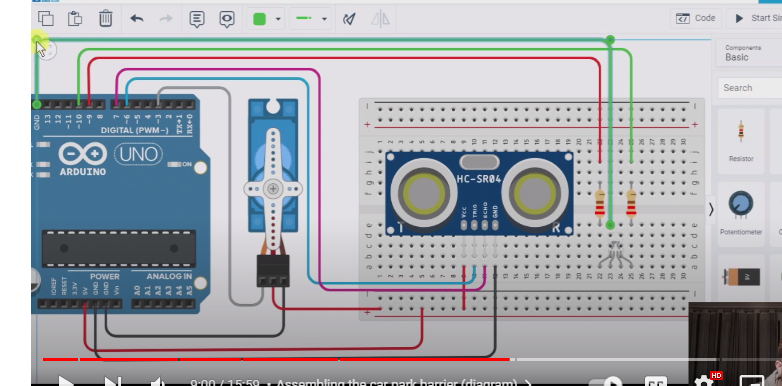 Code
Start Si
Components
Basic
Search
Resistor
Potentiometer
GND
13
12
~11
~10
~9
8
7
~6
~5
4
~3
2
TX→1
RX←0
DIGITAL (PWM~)
UNO
ON
ARDUINO
POWER
ANALOG IN
IOREF
RESET
3.3V
5V
GND
GND
Vin
A0
A1
A2
A3
A4
A5
HC-SR04
T
R
VCC
TRIG
ECHO
GND
9:00 / 15:59 • Assembling the car park barrier (diagram)
CC
HD